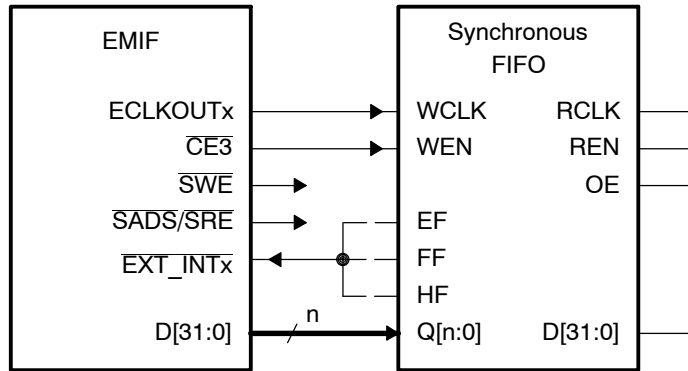 EMIF
Synchronous
FIFO
ECLKOUTx
WCLK
RCLK
CE3
WEN
REN
SWE
OE
SADS/SRE
EF
EXT_INTx
FF
HF
n
D[31:0]
Q[n:0]
D[31:0]